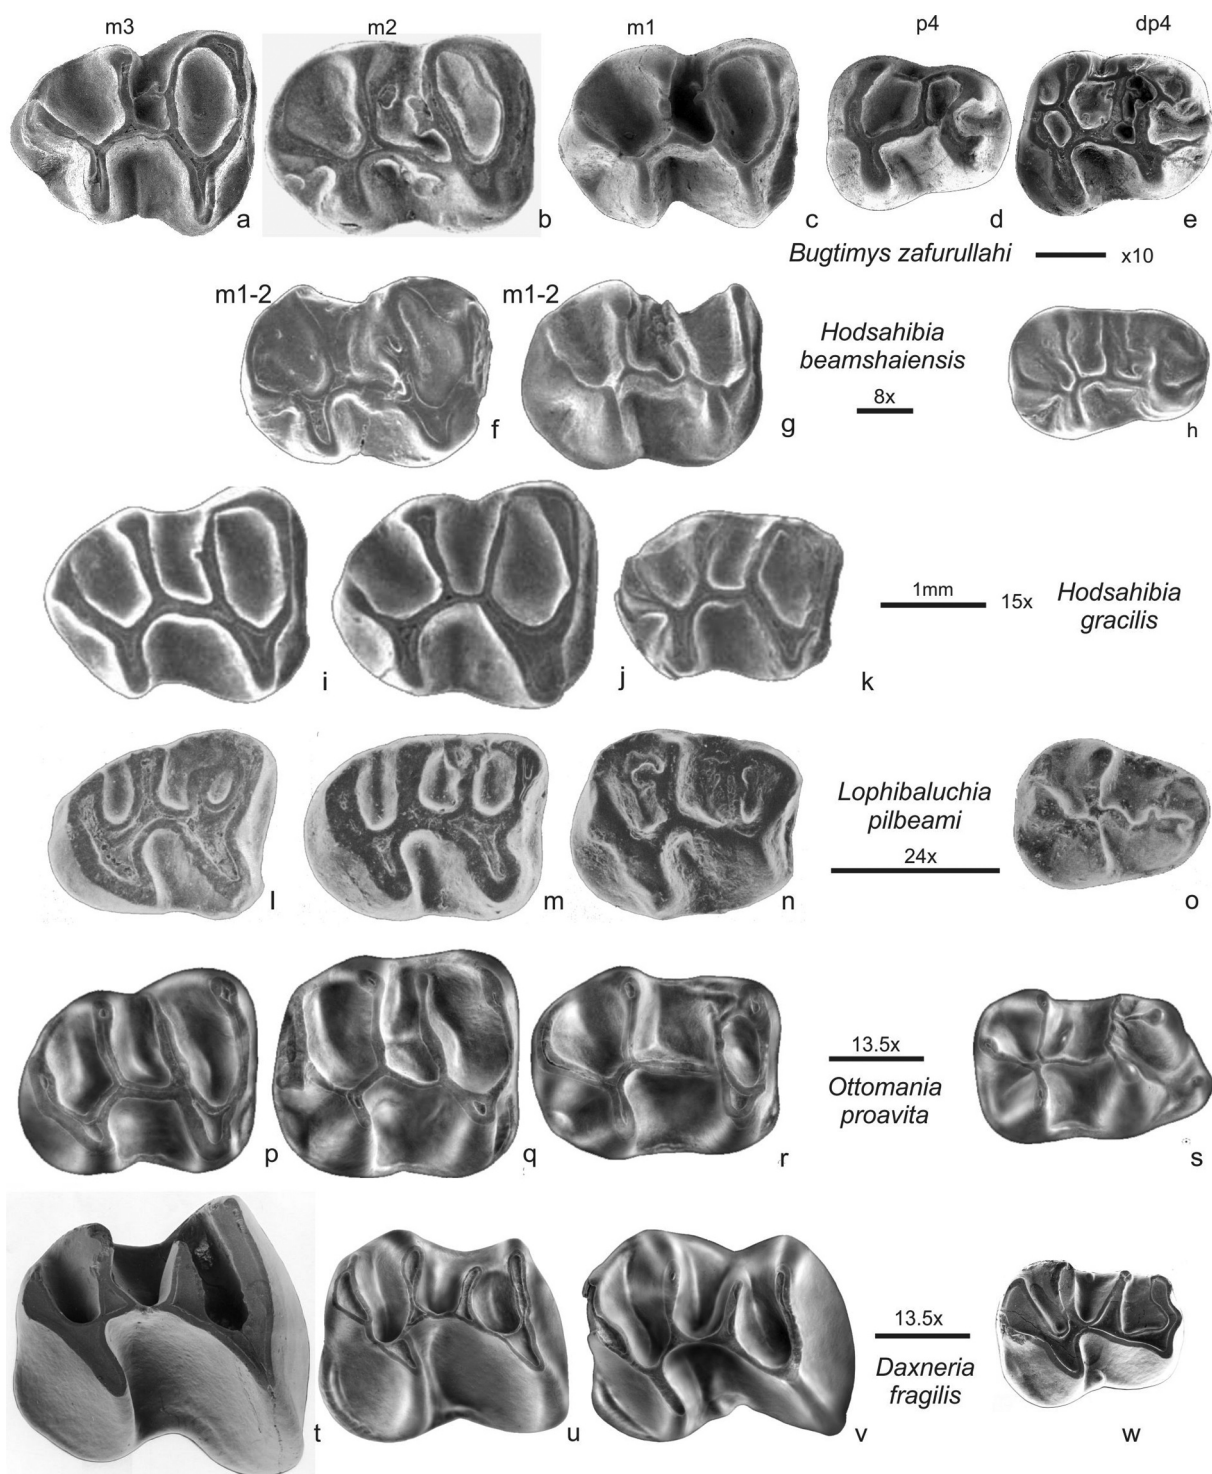 m3
m2
m1
p4
dp4
a
b
c
d
e
Bugtimys zafurullahi
x10
m1-2
m1-2
f
g
Hodsahibia
beamshaiensis
8x
h
i
j
k
1mm
15x
Hodsahibia
gracilis
l
m
n
Lophibaluchia
pilbeami
24x
o
p
q
r
13.5x
Ottomania
proavita
s
t
u
v
13.5x
Daxneria
fragilis
w